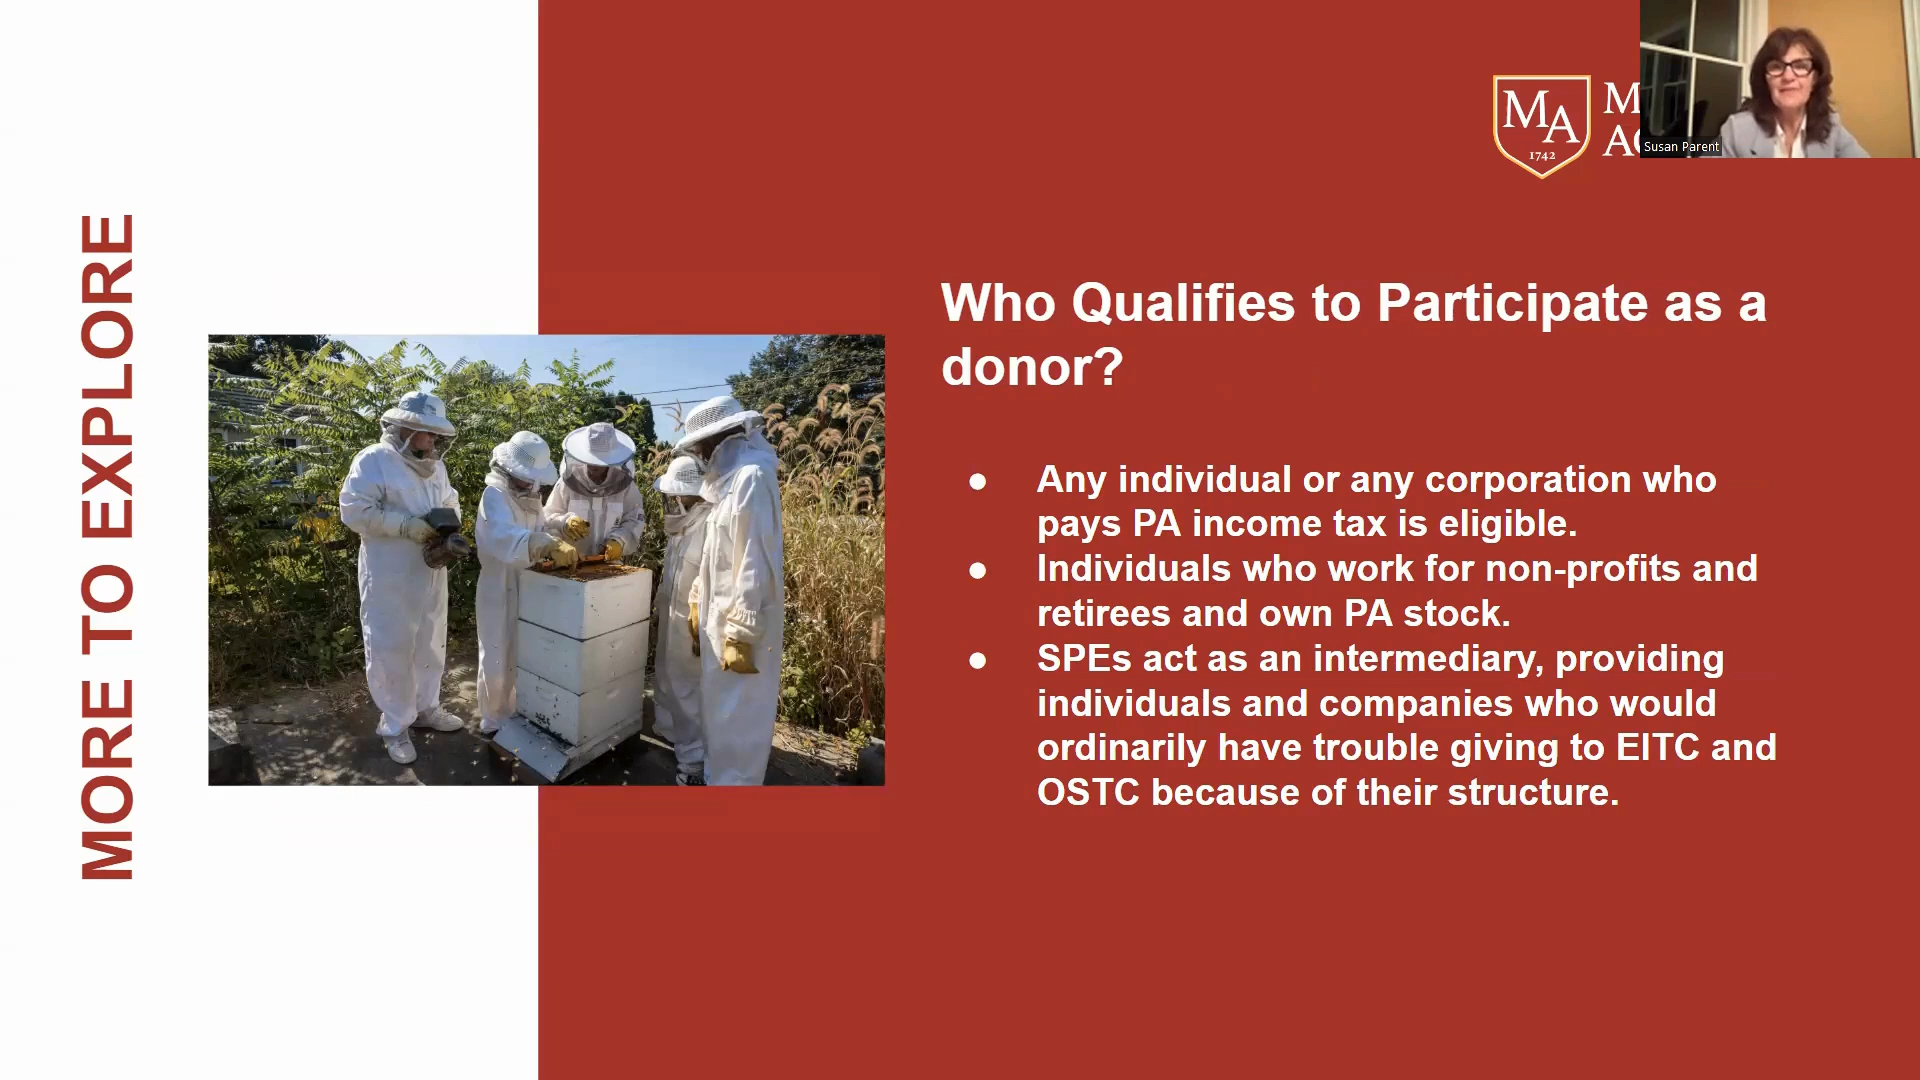 MORE TO EXPLORE
MA
1742
Susan Parent
Who Qualifies to Participate as a
donor?
● Any individual or any corporation who
pays PA income tax is eligible.
● Individuals who work for non-profits and
retirees and own PA stock.
● SPEs act as an intermediary, providing
individuals and companies who would
ordinarily have trouble giving to EITC and
OSTC because of their structure.